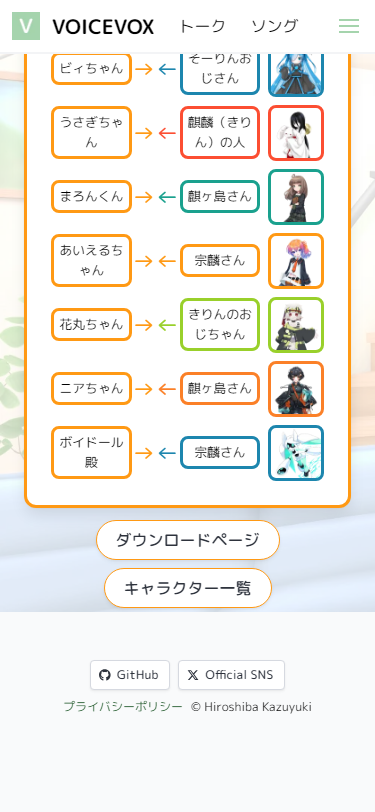 V VOICEVOX トーク ソング
ビィちゃん → ← ぞーりんお
じさん
うさぎちゃ
ん → ← 麒麟（きり
ん）の人
まろんくん → ← 麒ヶ島さん
あいえるち
ゃん → ← 宗麟さん
花丸ちゃん → ← きりんのお
じちゃん
ニアちゃん → ← 麒ヶ島さん
ボイドール
殿 → ← 宗麟さん
ダウンロードページ
キャラクター一覧
GitHub Official SNS
プライバシーポリシー © Hiroshiba Kazuyuki